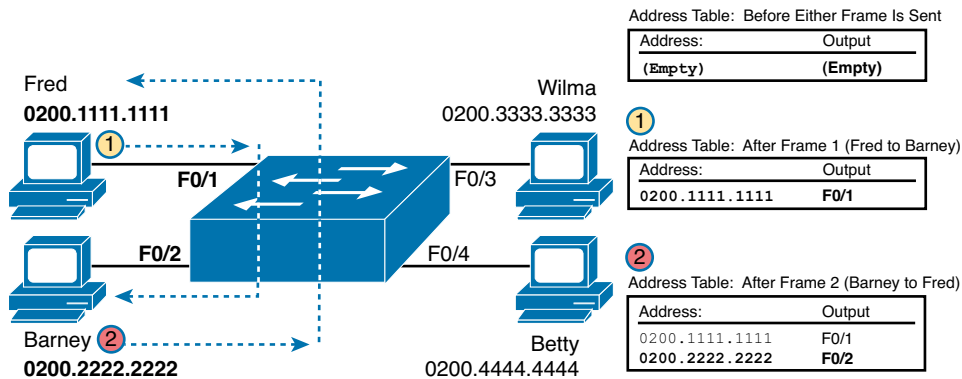 Address Table: Before Either Frame Is Sent
Address: Output
(Empty) (Empty)
Fred
0200.1111.1111
Wilma
0200.3333.3333
1
F0/1
F0/3
1
Address Table: After Frame 1 (Fred to Barney)
Address: Output
0200.1111.1111 F0/1
F0/2
F0/4
Barney 2
0200.2222.2222
Betty
0200.4444.4444
2
Address Table: After Frame 2 (Barney to Fred)
Address: Output
0200.1111.1111 F0/1
0200.2222.2222 F0/2